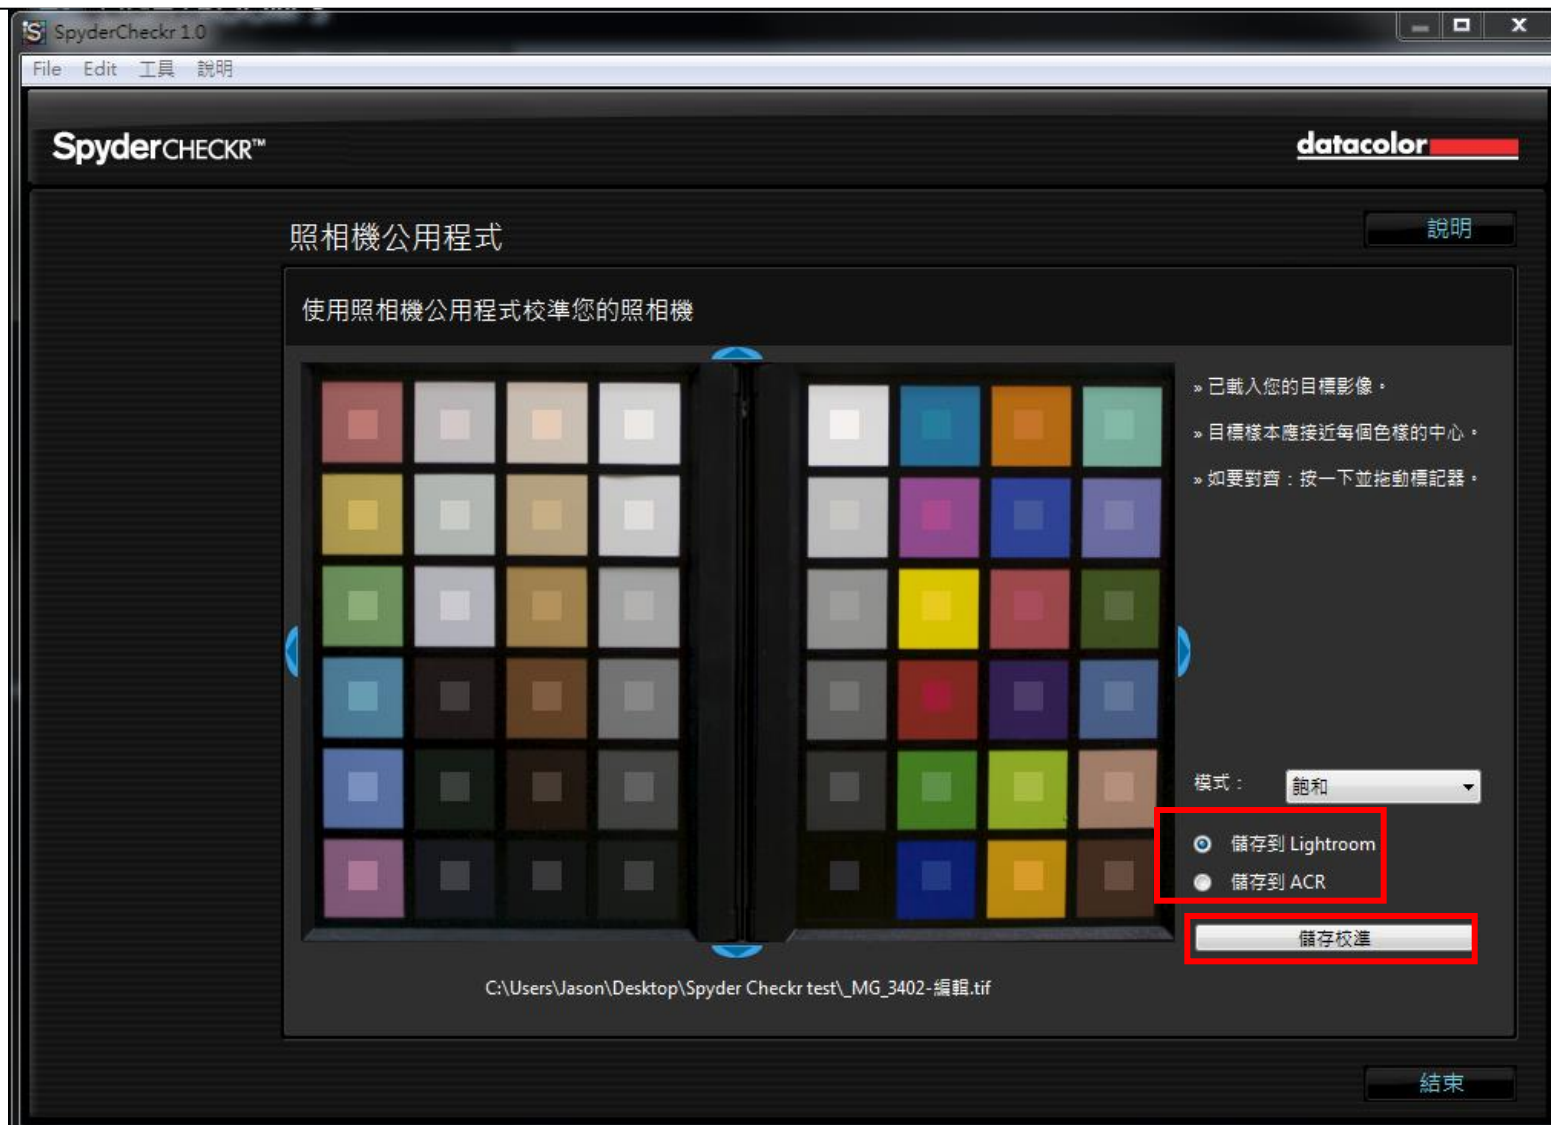 SpyderCheckr 1.0
File Edit 工具 說明
SpyderCHECKR™
datacolor
照相機公用程式
說明
使用照相機公用程式校準您的照相機
» 已載入您的目標影像。
» 目標樣本應接近每個色樣的中心。
» 如要對齊：按一下並拖動標記器。
模式：
飽和
儲存到 Lightroom
儲存到 ACR
儲存校準
C:\Users\Jason\Desktop\Spyder Checkr test\_MG_3402-編輯.tif
結束